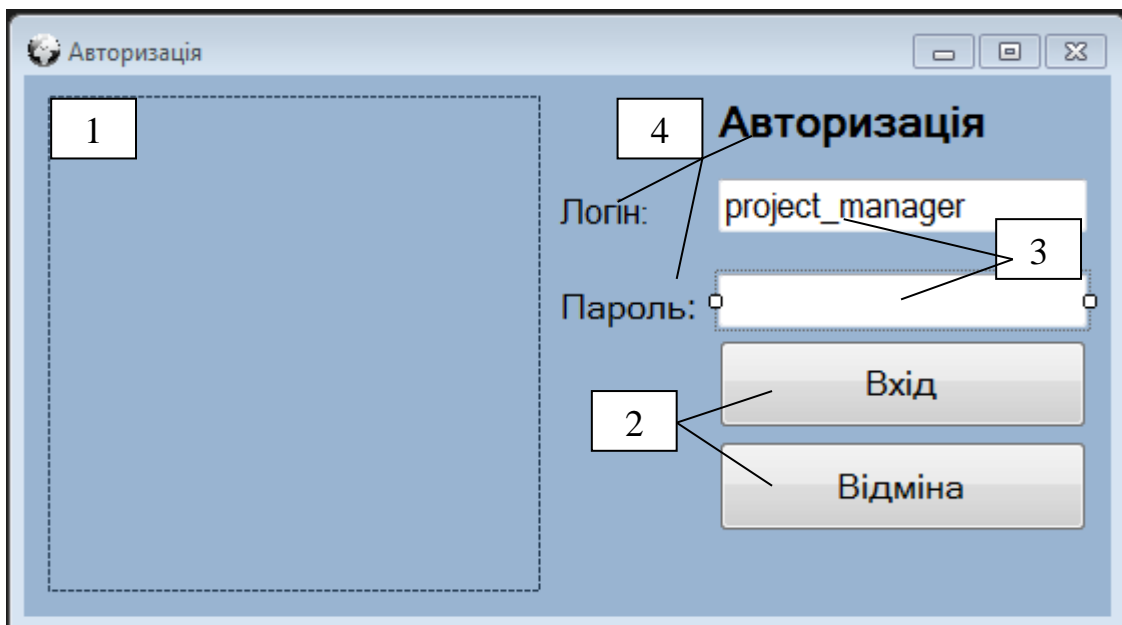 Авторизація
1
4
Авторизація
Логін:
project_manager
3
Пароль:
Вхід
2
Відміна